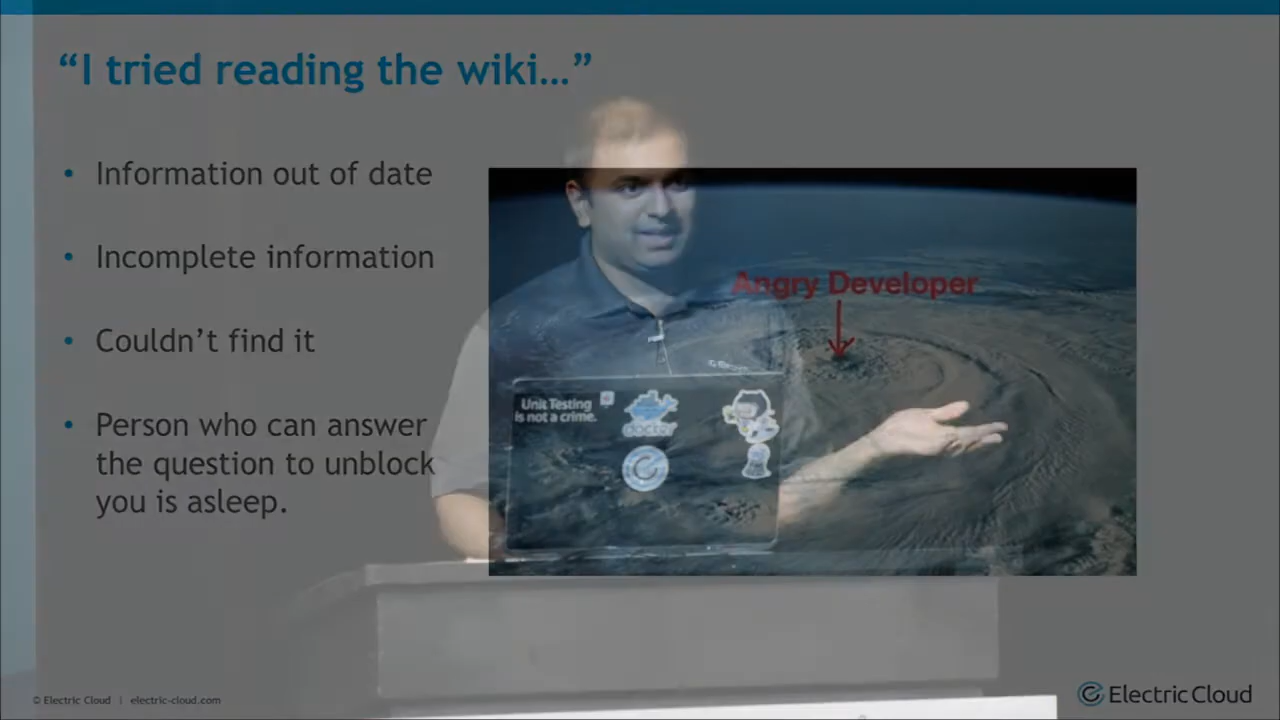 “I tried reading the wiki…”
• Information out of date
• Incomplete information
• Couldn’t find it
• Person who can answer
the question to unblock
you is asleep.
Angry Developer
Unit Testing
is not a crime.
docker
© Electric Cloud | electric-cloud.com
Electric Cloud